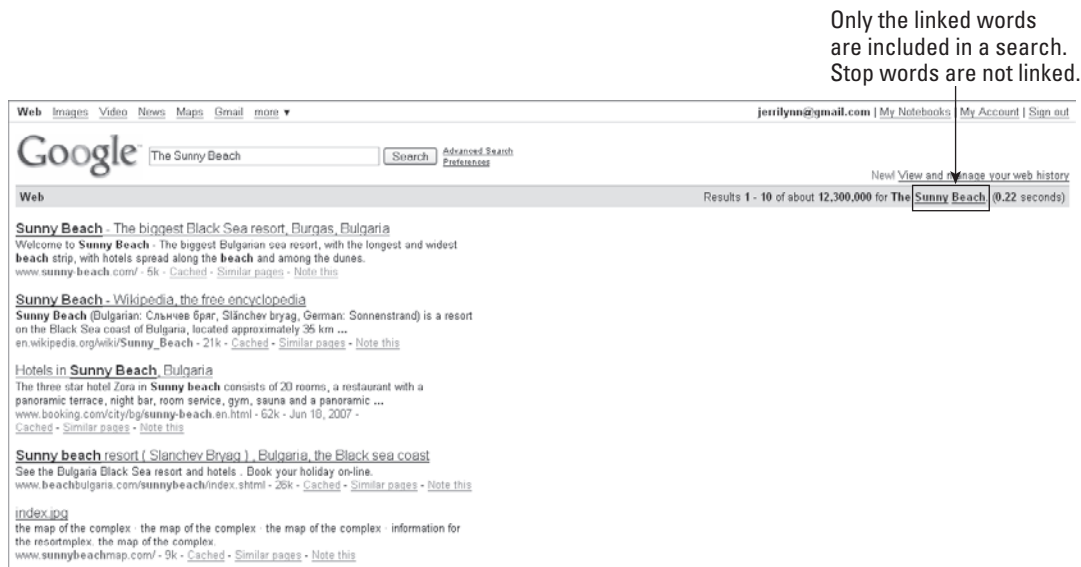 Only the linked words
are included in a search.
Stop words are not linked.
Web Images Video News Maps Gmail more ▼
jerrilynn@gmail.com | My Notebooks | My Account | Sign out
Google The Sunny Beach Search Advanced Search
Preferences
New! View and manage your web history
Web Results 1 - 10 of about 12,300,000 for The Sunny Beach. (0.22 seconds)
Sunny Beach - The biggest Black Sea resort, Burgas, Bulgaria
Welcome to Sunny Beach - The biggest Bulgarian sea resort, with the longest and widest
beach strip, with hotels spread along the beach and among the dunes.
www.sunny-beach.com/ - 5k - Cached - Similar pages - Note this
Sunny Beach - Wikipedia, the free encyclopedia
Sunny Beach (Bulgarian: Слънчев бряг, Slănchev bryag, German: Sonnenstrand) is a resort
on the Black Sea coast of Bulgaria, located approximately 35 km ...
en.wikipedia.org/wiki/Sunny_Beach - 21k - Cached - Similar pages - Note this
Hotels in Sunny Beach, Bulgaria
The three star hotel Zora in Sunny beach consists of 20 rooms, a restaurant with a
panoramic terrace, night bar, room service, gym, sauna and a panoramic ...
www.booking.com/city/bg/sunny-beach.en.html - 62k - Jun 18, 2007 -
Cached - Similar pages - Note this
Sunny beach resort ( Slanchev Bryag ) , Bulgaria, the Black sea coast
See the Bulgaria Black Sea resort and hotels . Book your holiday on-line.
www.beachbulgaria.com/sunnybeach/index.shtml - 26k - Cached - Similar pages - Note this
index.jpg
the map of the complex · the map of the complex · the map of the complex · information for
the resortmplex. the map of the complex.
www.sunnybeachmap.com/ - 9k - Cached - Similar pages - Note this